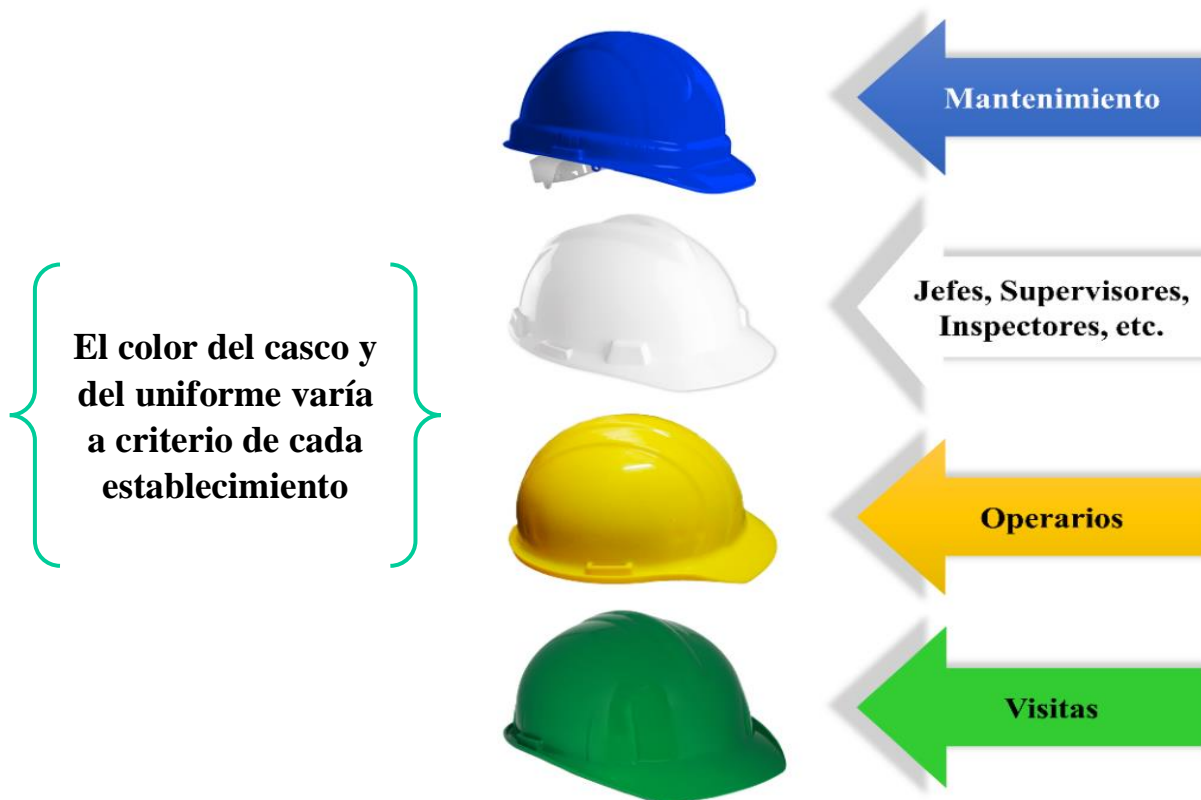 El color del casco y
del uniforme varía
a criterio de cada
establecimiento
Mantenimiento
Jefes, Supervisores,
Inspectores, etc.
Operarios
Visitas